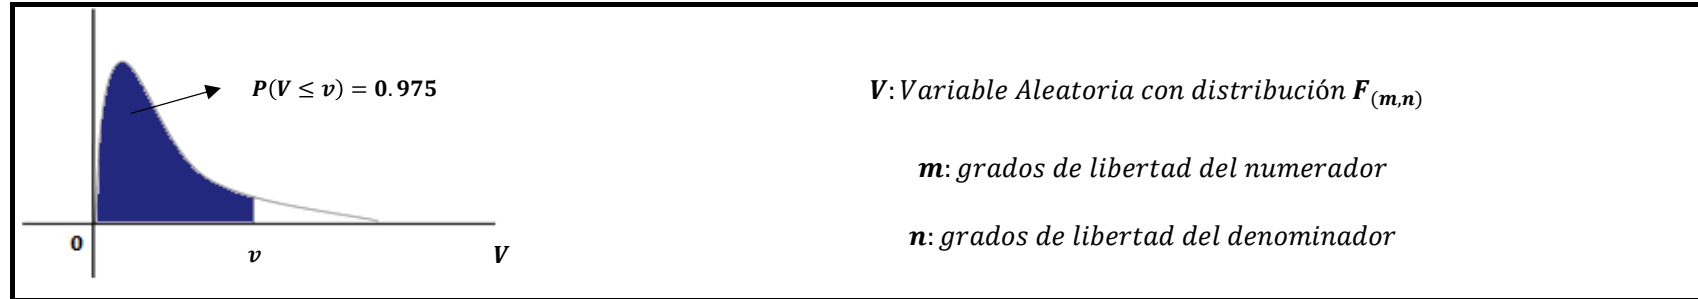 P(V ≤ v) = 0.975
V: Variable Aleatoria con distribución F(m,n)
m: grados de libertad del numerador
n: grados de libertad del denominador
0
v
V